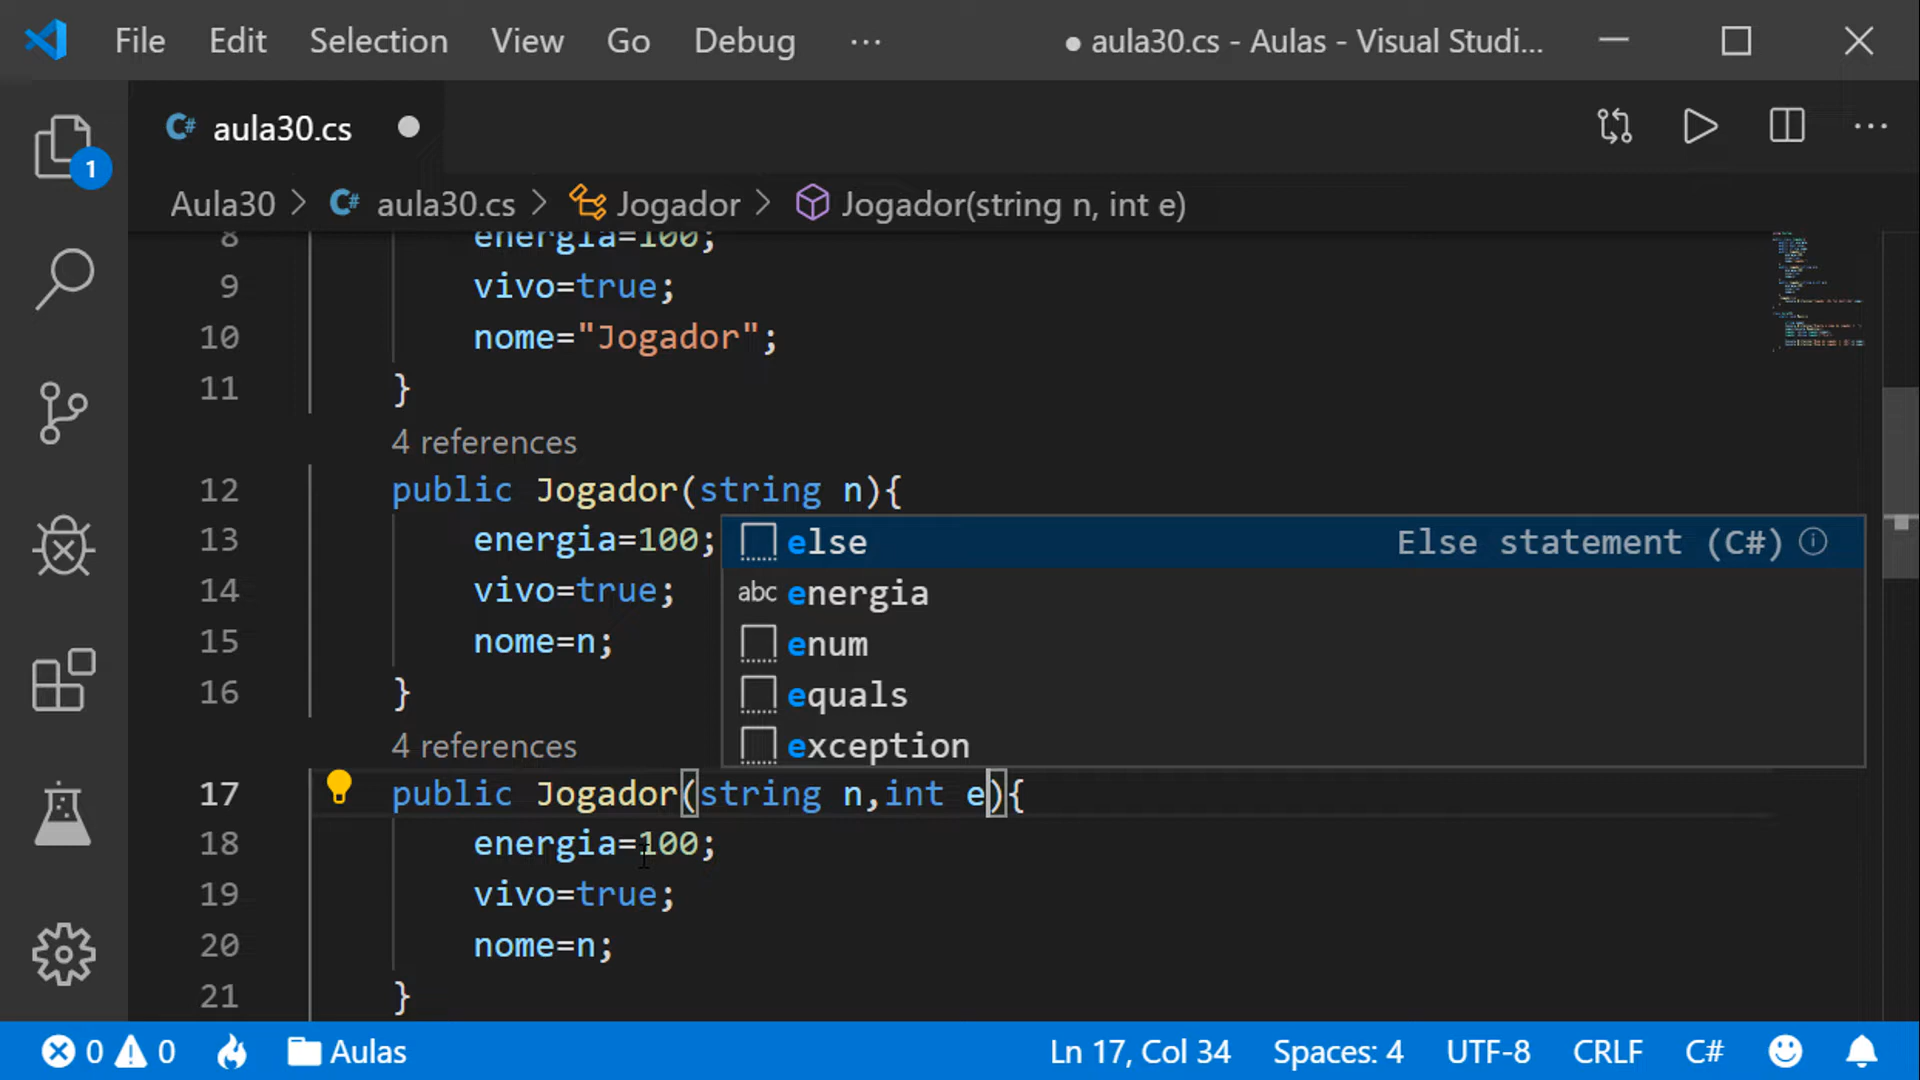 File Edit Selection View Go Debug ··· ● aula30.cs - Aulas - Visual Studi...
C# aula30.cs ●
1
Aula30 > C# aula30.cs > Jogador > Jogador(string n, int e)
8 energia=100;
9 vivo=true;
10 nome="Jogador";
11 }
4 references
12 public Jogador(string n){
13 energia=100;
else Else statement (C#)
14 vivo=true;
abc energia
15 nome=n;
enum
16 }
equals
4 references
exception
17 public Jogador(string n,int e){
18 energia=100;
19 vivo=true;
20 nome=n;
21 }
0 0 Aulas Ln 17, Col 34 Spaces: 4 UTF-8 CRLF C#